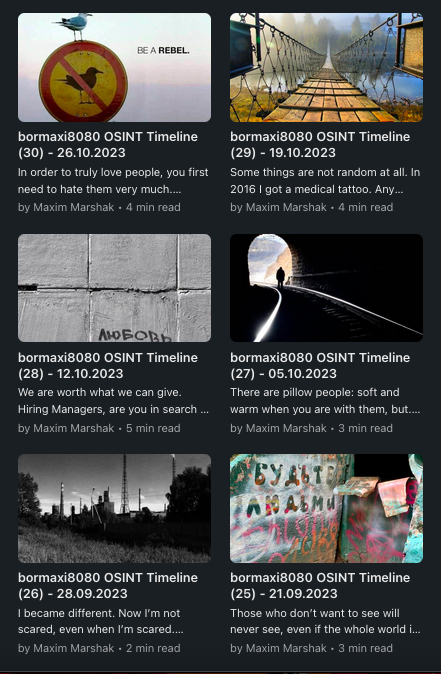 BE A REBEL.
bormaxi8080 OSINT Timeline
(30) - 26.10.2023
In order to truly love people, you first
need to hate them very much....
by Maxim Marshak • 4 min read
bormaxi8080 OSINT Timeline
(29) - 19.10.2023
Some things are not random at all. In
2016 I got a medical tattoo. Any...
by Maxim Marshak • 4 min read
ЛЮБОВЬ
bormaxi8080 OSINT Timeline
(28) - 12.10.2023
We are worth what we can give.
Hiring Managers, are you in search ...
by Maxim Marshak • 5 min read
bormaxi8080 OSINT Timeline
(27) - 05.10.2023
There are pillow people: soft and
warm when you are with them, but....
by Maxim Marshak • 3 min read
bormaxi8080 OSINT Timeline
(26) - 28.09.2023
I became different. Now I’m not
scared, even when I’m scared....
by Maxim Marshak • 2 min read
БУДЬТЕ
ЛЮДЬМИ
bormaxi8080 OSINT Timeline
(25) - 21.09.2023
Those who don’t want to see will
never see, even if the whole world i...
by Maxim Marshak • 3 min read